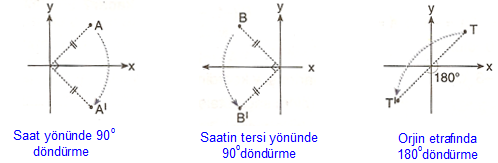 y
A
x
A'
Saat yönünde 90°
döndürme
y
B
x
B'
Saatin tersi yönünde
90° döndürme
y
T
x
180°
T'
Orjin etrafında
180° döndürme